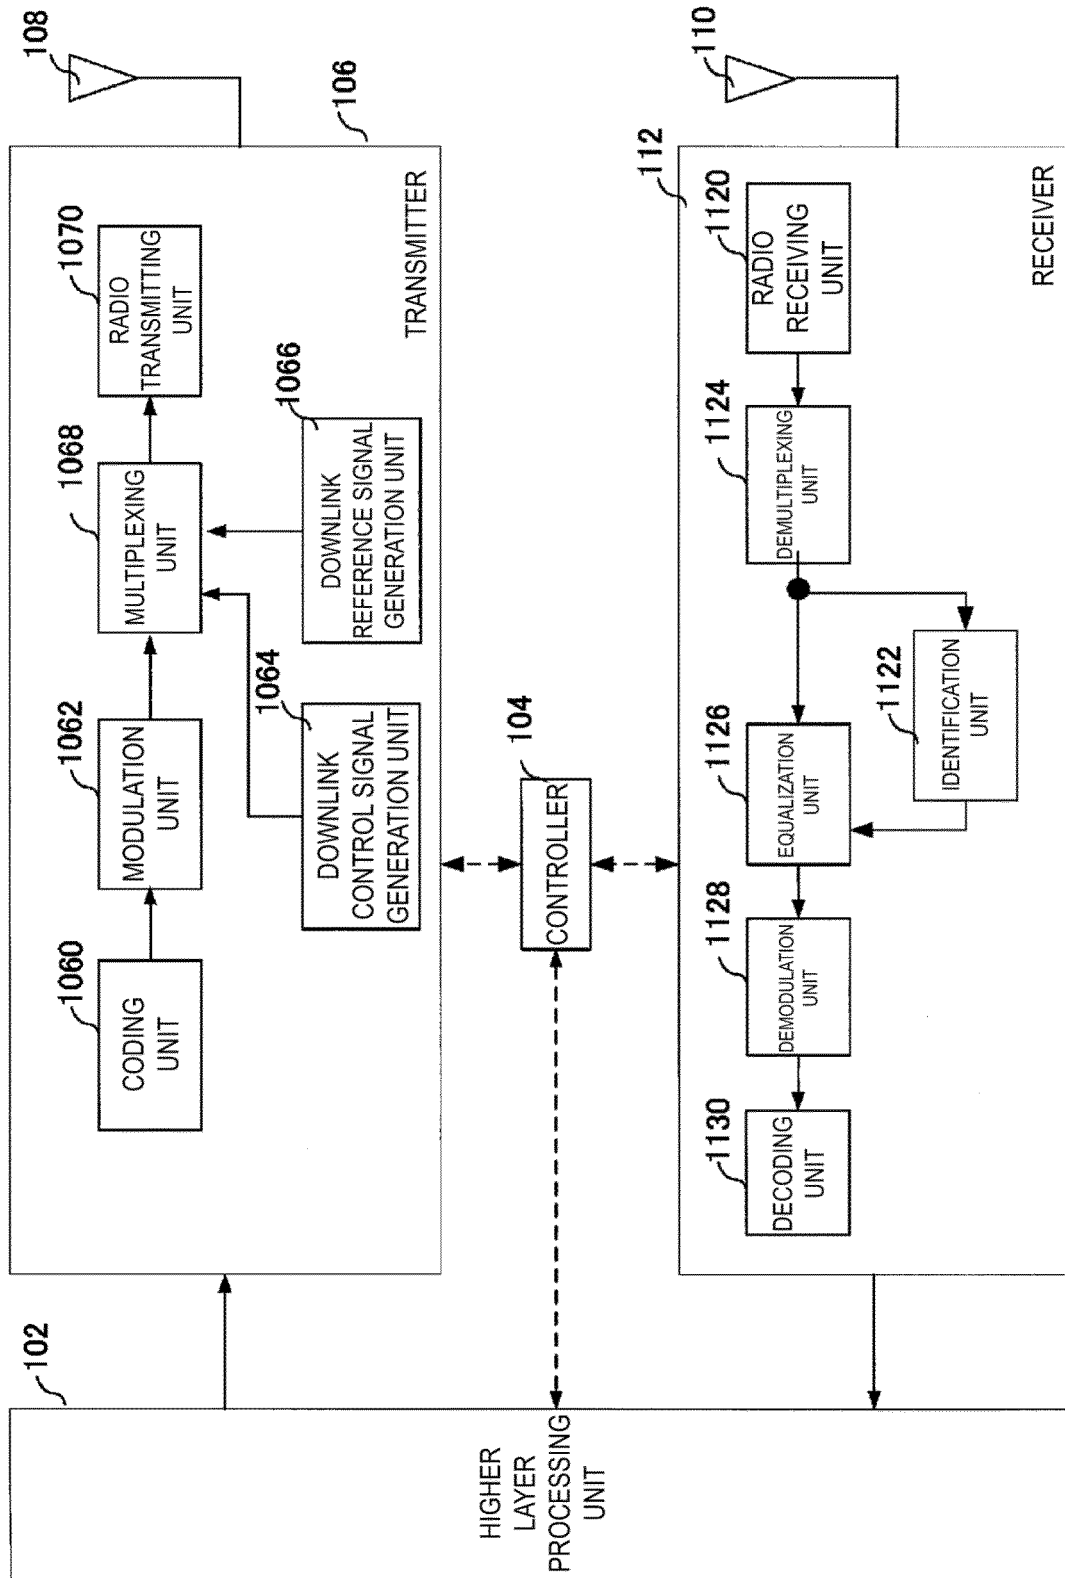 102
HIGHER
LAYER
PROCESSING
UNIT
108
106
TRANSMITTER
1060
CODING
UNIT
1062
MODULATION
UNIT
1068
MULTIPLEXING
UNIT
1070
RADIO
TRANSMITTING
UNIT
1064
DOWNLINK
CONTROL SIGNAL
GENERATION UNIT
1066
DOWNLINK
REFERENCE SIGNAL
GENERATION UNIT
104
CONTROLLER
110
112
RECEIVER
1130
DECODING
UNIT
1128
DEMODULATION
UNIT
1126
EQUALIZATION
UNIT
1124
DEMULTIPLEXING
UNIT
1120
RADIO
RECEIVING
UNIT
1122
IDENTIFICATION
UNIT